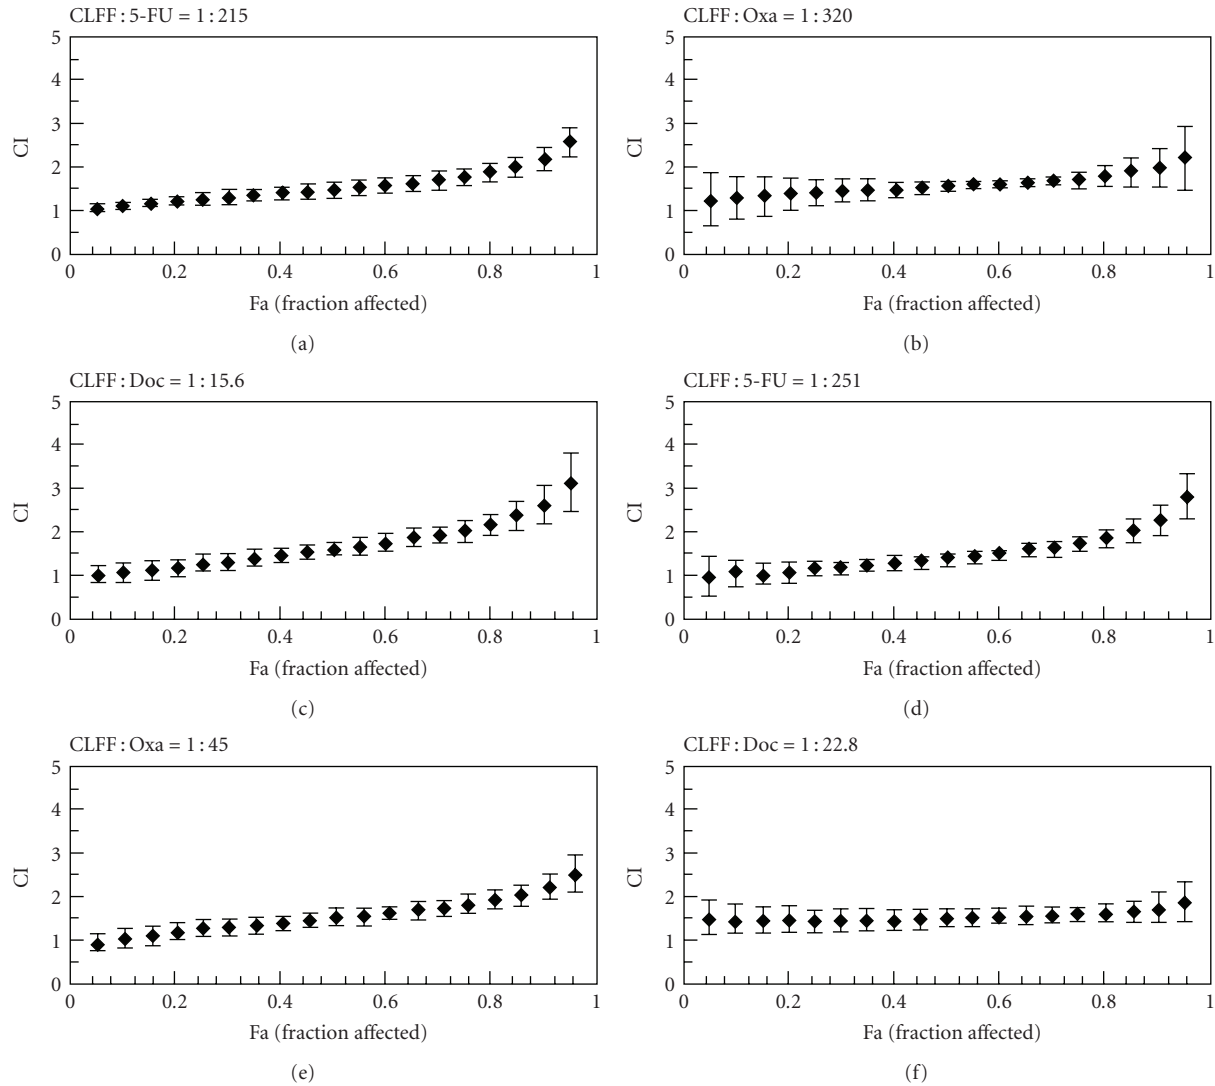 CLFF : 5-FU = 1 : 215
5
4
3
2
1
0
CI
0 0.2 0.4 0.6 0.8 1
Fa (fraction affected)
(a)
CLFF : Oxa = 1 : 320
5
4
3
2
1
0
CI
0 0.2 0.4 0.6 0.8 1
Fa (fraction affected)
(b)
CLFF : Doc = 1 : 15.6
5
4
3
2
1
0
CI
0 0.2 0.4 0.6 0.8 1
Fa (fraction affected)
(c)
CLFF : 5-FU = 1 : 251
5
4
3
2
1
0
CI
0 0.2 0.4 0.6 0.8 1
Fa (fraction affected)
(d)
CLFF : Oxa = 1 : 45
5
4
3
2
1
0
CI
0 0.2 0.4 0.6 0.8 1
Fa (fraction affected)
(e)
CLFF : Doc = 1 : 22.8
5
4
3
2
1
0
CI
0 0.2 0.4 0.6 0.8 1
Fa (fraction affected)
(f)